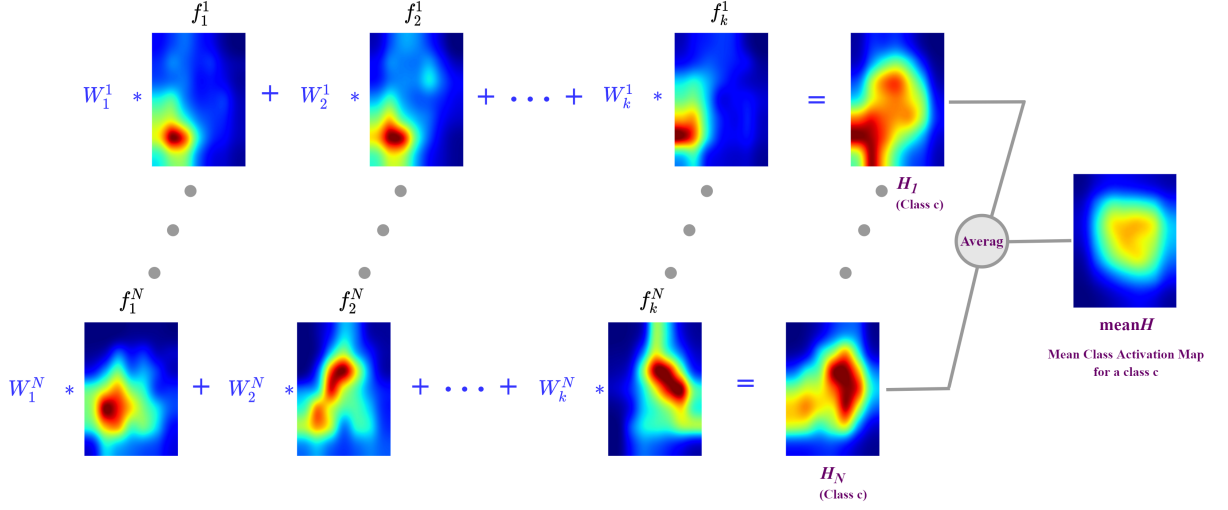 f_1^1 f_2^1 f_k^1
W_1^1 * + W_2^1 * + ... + W_k^1 * =
H_1
(Class c)
Averag
f_1^N f_2^N f_k^N
meanH
Mean Class Activation Map
for a class c
W_1^N * + W_2^N * + ... + W_k^N * =
H_N
(Class c)